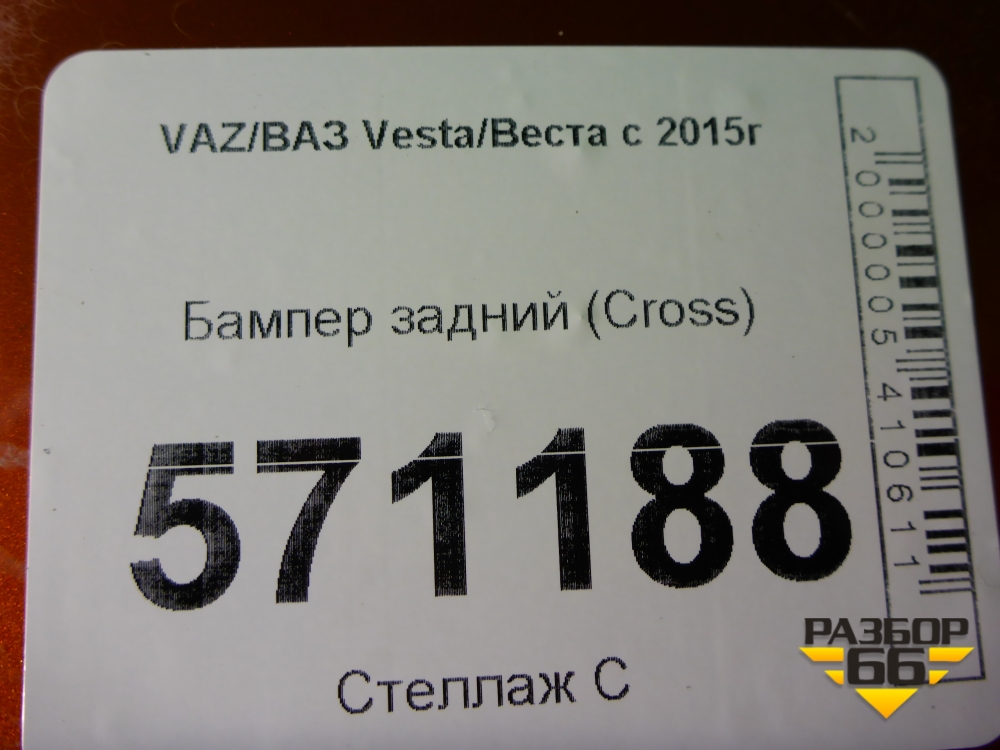 VAZ/ВАЗ Vesta/Веста с 2015г
Бампер задний (Cross)
571188
Стеллаж С
2000005410611
РАЗБОР
66